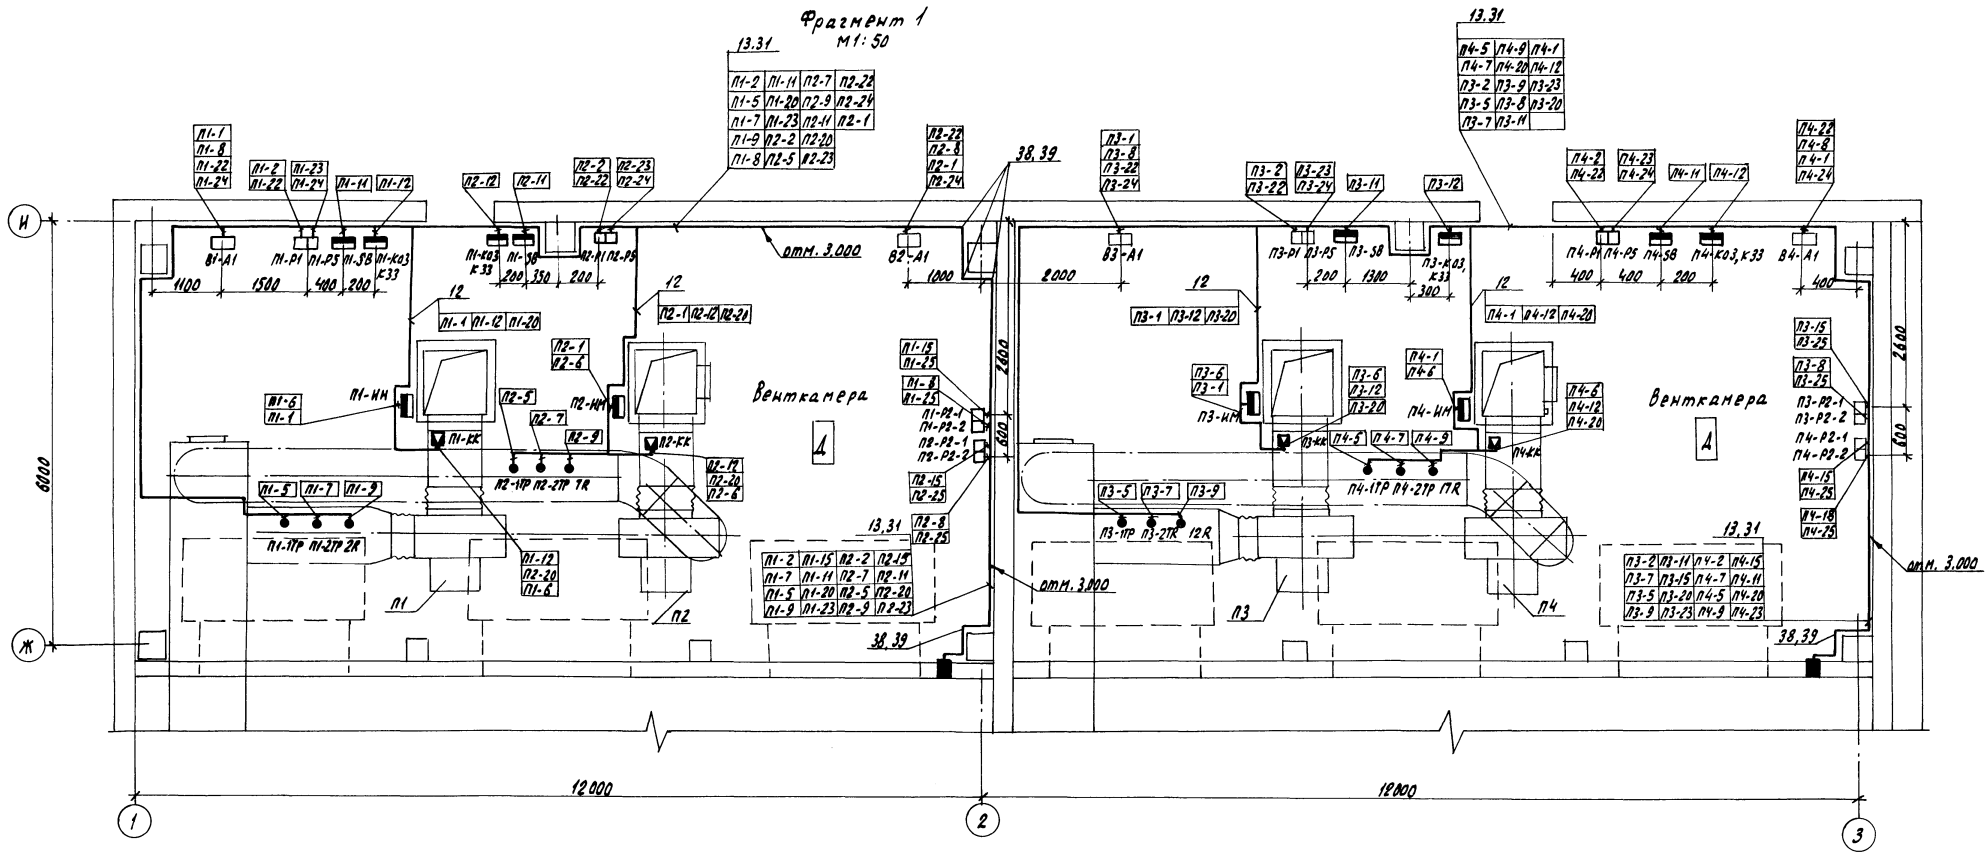 Фрагмент 1
М1:50
13.31
П1-2 П1-11 П2-7 П2-22
П1-5 П1-20 П2-9 П2-24
П1-7 П1-23 П2-11 П2-1
П1-9 П2-2 П2-20
П1-8 П2-5 П2-23
13.31
П4-5 П4-9 П4-1
П4-7 П4-20 П4-12
П3-2 П3-9 П3-23
П3-5 П3-8 П3-20
П3-7 П3-11
П1-1
П1-8
П1-22
П1-24
П1-2
П1-22
П1-23
П1-24
П1-11
П1-12
П2-12
П2-11
П2-2
П2-22
П2-23
П2-24
П2-22
П2-8
П2-1
П2-24
38,39
П3-1
П3-8
П3-22
П3-24
П3-2
П3-22
П3-23
П3-24
П3-11
П3-12
П4-2
П4-22
П4-23
П4-24
П4-11
П4-12
П4-22
П4-8
П4-1
П4-24
И
В1-А1
П1-Р1
П1-Р5
П1-SВ
П1-КОЗ
К33
П1-КОЗ
К33
П1-SВ
П2-Р1
П2-Р5
отм. 3.000
В2-А1
В3-А1
П3-Р1
П3-Р5
П3-SВ
П3-КОЗ,
К33
П4-Р1
П4-Р5
П4-SВ
П4-КОЗ, К33
В4-А1
1100
1500
400
200
200
350
200
1000
2000
200
1300
300
400
400
200
400
12
П1-1 П1-12 П1-20
12
П2-1 П2-12 П2-20
12
П3-1 П3-12 П3-20
12
П4-1 П4-12 П4-20
П2-1
П2-6
П1-6
П1-1
П1-ИМ
П2-5
П2-ИМ
П2-7
П2-9
П1-КК
П2-КК
Венткамера
Д
П1-15
П1-25
П1-8
П1-25
П1-Р2-1
П1-Р2-2
П2-Р2-1
П2-Р2-2
П2-15
П2-25
П2-8
П2-25
2600
600
П3-6
П3-1
П3-ИМ
П3-6
П3-12
П3-20
П4-1
П4-6
П4-ИМ
П4-6
П4-12
П4-20
П3-КК
П4-5
П4-7
П4-9
П4-КК
Венткамера
Д
П3-15
П3-25
П3-8
П3-25
П3-Р2-1
П3-Р2-2
П4-Р2-1
П4-Р2-2
П4-15
П4-25
П4-18
П4-25
2600
600
6000
П2-1ТР П2-2ТР 7R
П2-12
П2-20
П2-6
П1-5
П1-7
П1-9
П1-1ТР П1-2ТР 2R
П1-12
П2-20
П1-6
П4-1ТР П4-2ТР 17R
П3-5
П3-7
П3-9
П3-1ТР П3-2ТR 12R
13,31
П1-2 П1-15 П2-2 П2-15
П1-7 П1-11 П2-7 П2-11
П1-5 П1-20 П2-5 П2-20
П1-9 П1-23 П2-9 П2-23
отм. 3.000
13,31
П3-2 П3-11 П4-2 П4-15
П3-7 П3-15 П4-7 П4-11
П3-5 П3-20 П4-5 П4-20
П3-9 П3-23 П4-9 П4-23
отм. 3.000
П1
П2
П3
П4
Ж
38,39
38,39
12000
12000
1
2
3